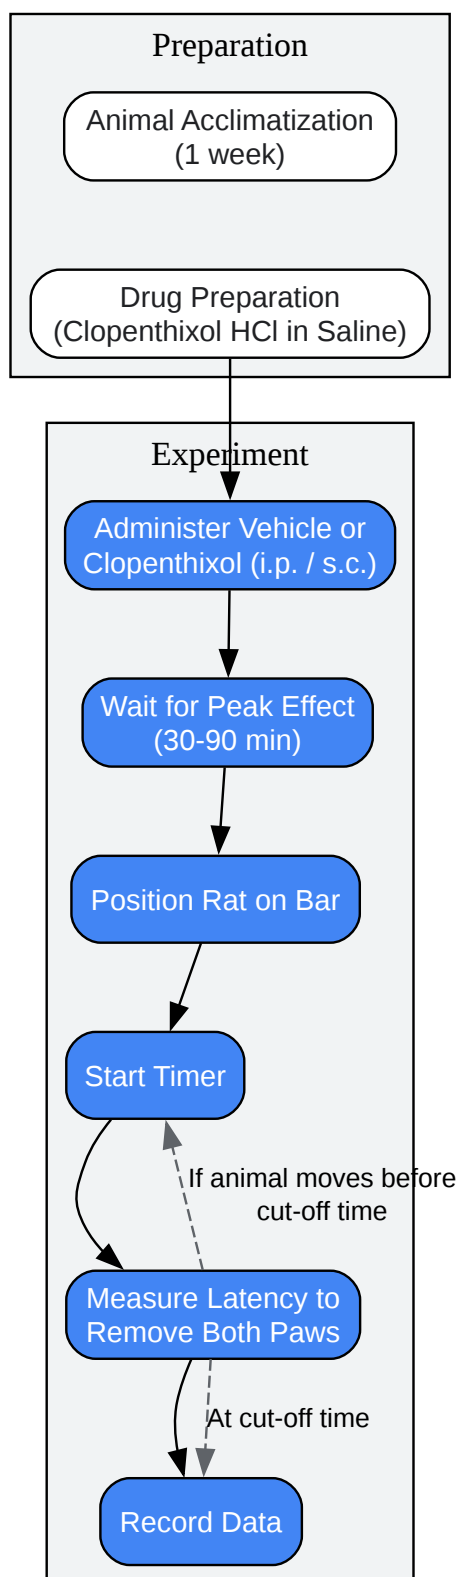 Preparation
Animal Acclimatization
(1 week)
Drug Preparation
(Clopenthixol HCl in Saline)
Experiment
Administer Vehicle or
Clopenthixol (i.p. / s.c.)
Wait for Peak Effect
(30-90 min)
Position Rat on Bar
Start Timer
If animal moves before
cut-off time
Measure Latency to
Remove Both Paws
At cut-off time
Record Data